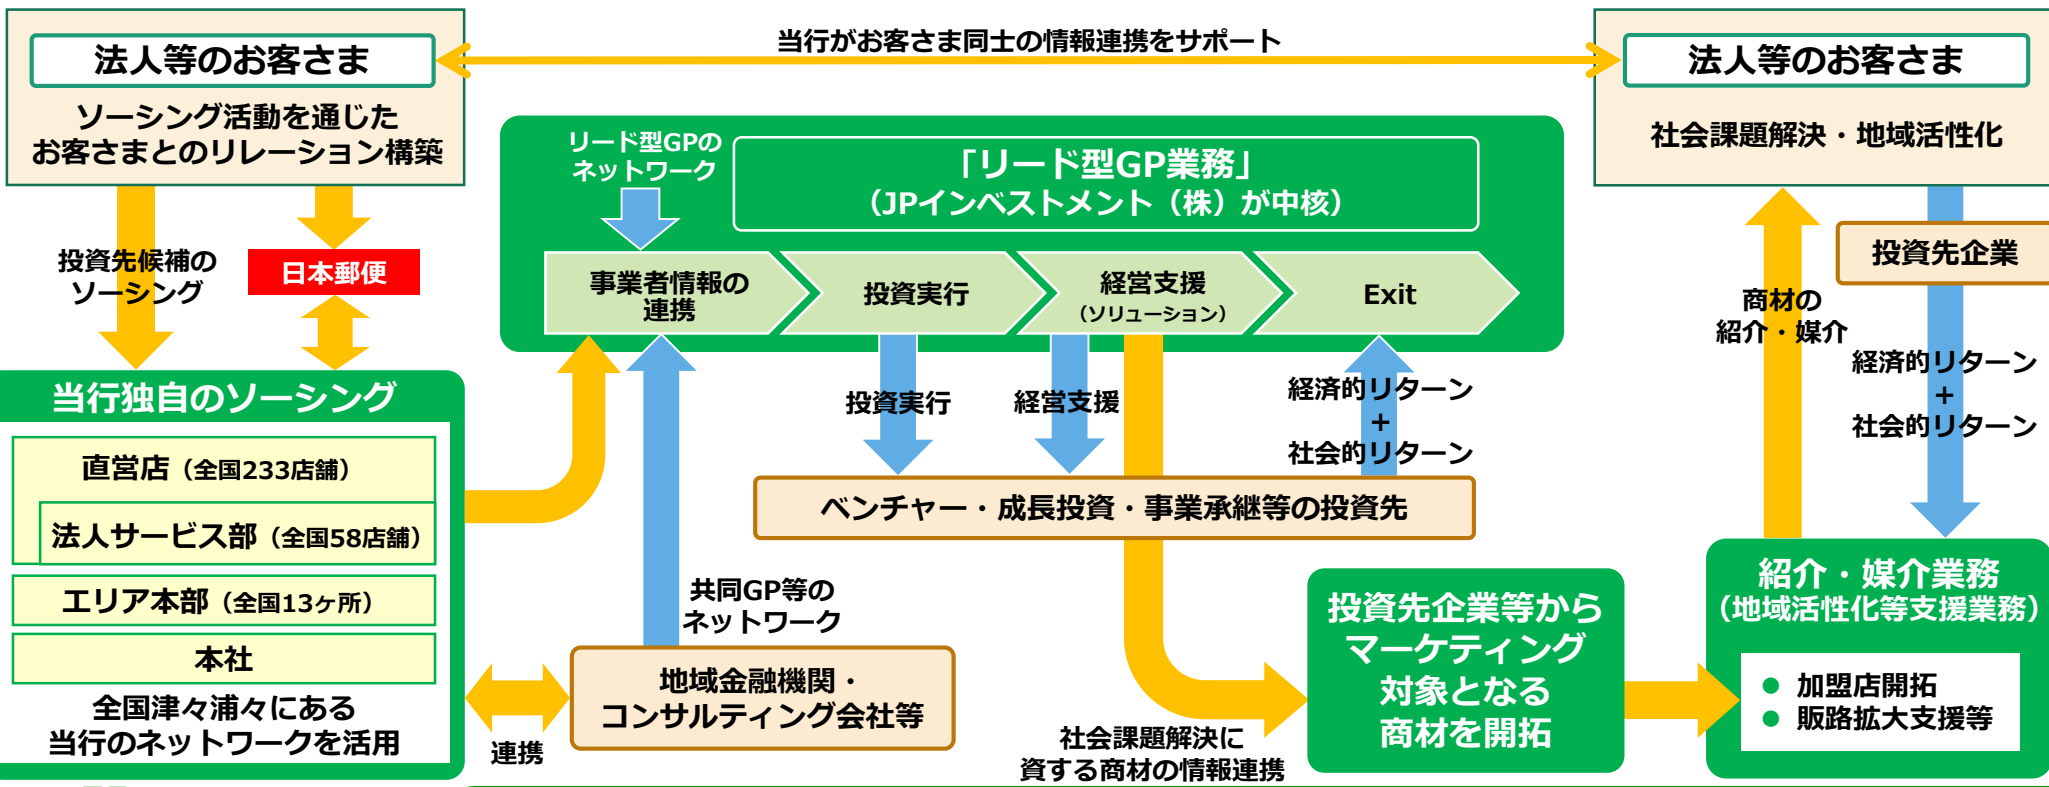 法人等のお客さま
ソーシング活動を通じた
お客さまとのリレーション構築
当行がお客さま同士の情報連携をサポート
法人等のお客さま
社会課題解決・地域活性化
リード型GPの
ネットワーク
「リード型GP業務」
（JPインベストメント（株）が中核）
投資先候補の
ソーシング
日本郵便
事業者情報の
連携
投資実行
経営支援
（ソリューション）
Exit
投資先企業
商材の
紹介・媒介
経済的リターン
+
社会的リターン
当行独自のソーシング
直営店（全国233店舗）
法人サービス部（全国58店舗）
エリア本部（全国13ヶ所）
本社
全国津々浦々にある
当行のネットワークを活用
投資実行
経営支援
経済的リターン
+
社会的リターン
ベンチャー・成長投資・事業承継等の投資先
共同GP等の
ネットワーク
地域金融機関・
コンサルティング会社等
連携
社会課題解決に
資する商材の情報連携
投資先企業等から
マーケティング
対象となる
商材を開拓
紹介・媒介業務
（地域活性化等支援業務）
● 加盟店開拓
● 販路拡大支援等